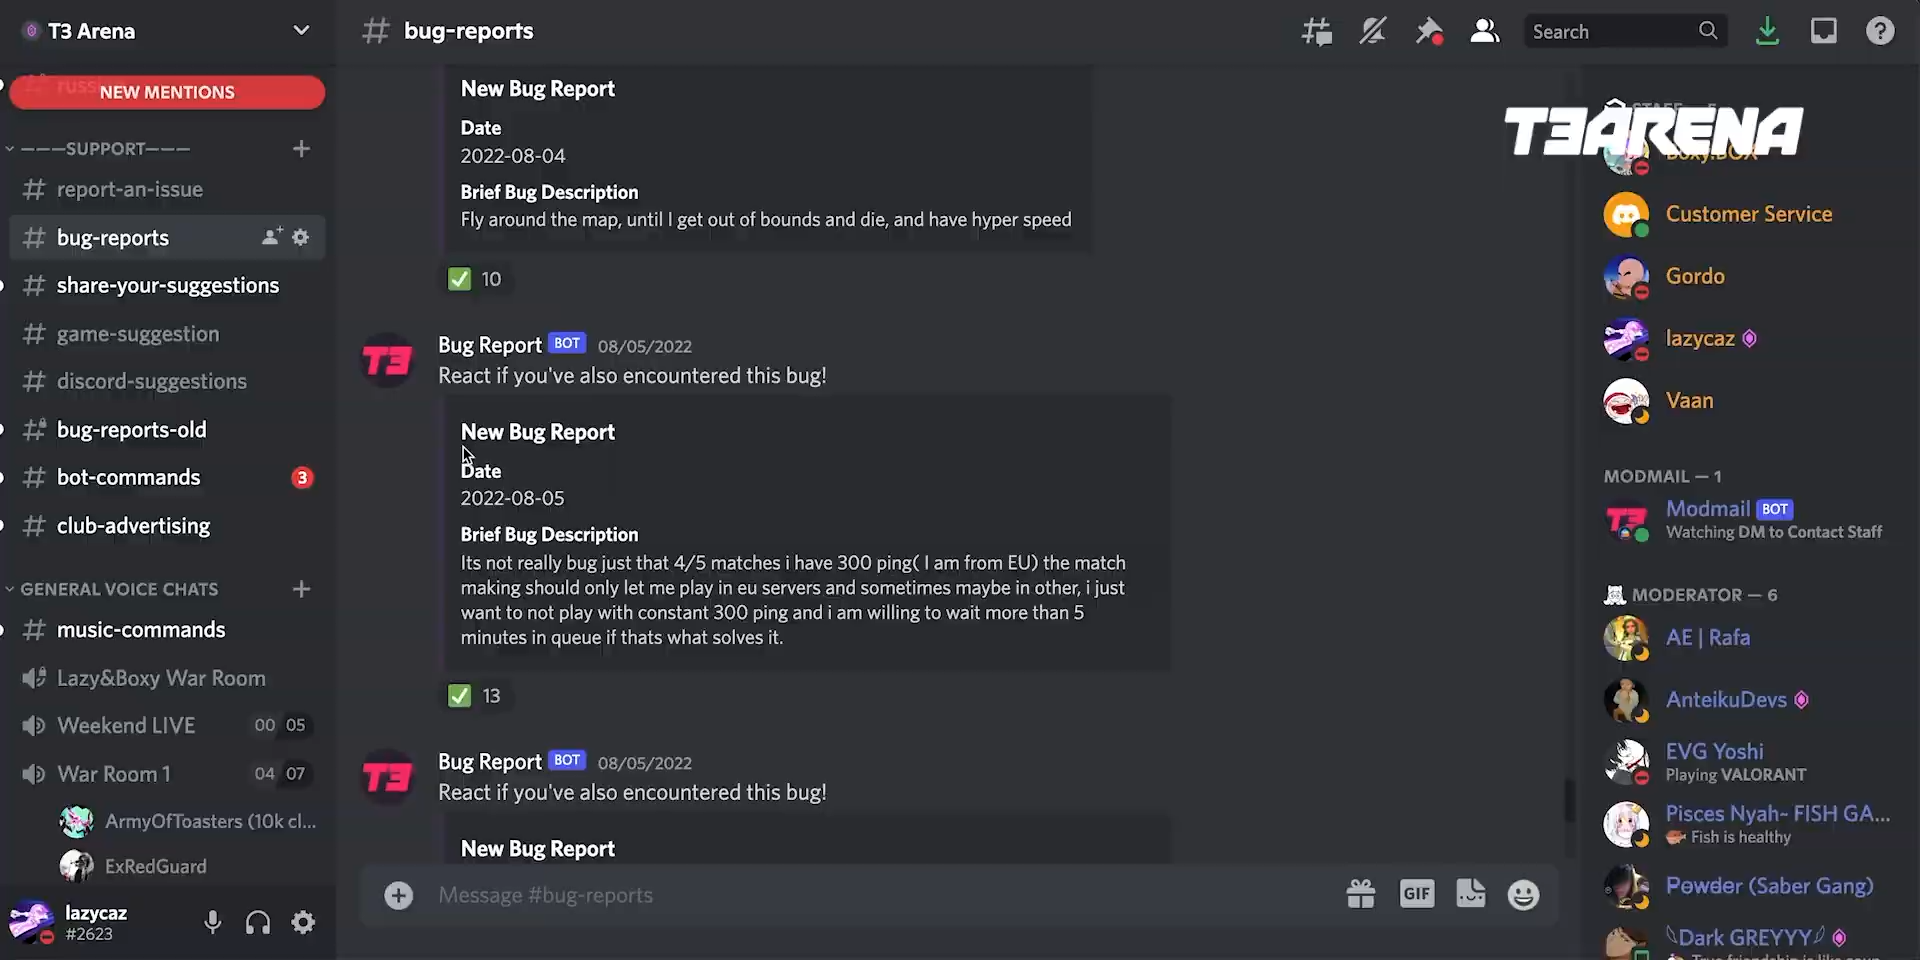 T3 Arena
russ
NEW MENTIONS
———SUPPORT———
report-an-issue
bug-reports
share-your-suggestions
game-suggestion
discord-suggestions
bug-reports-old
bot-commands
3
club-advertising
GENERAL VOICE CHATS
music-commands
Lazy&Boxy War Room
Weekend LIVE 00 05
War Room 1 04 07
ArmyOfToasters (10k cl...
ExRedGuard
lazycaz
#2623
# bug-reports
Search
New Bug Report
Date
2022-08-04
Brief Bug Description
Fly around the map, until I get out of bounds and die, and have hyper speed
10
T3 Bug Report BOT 08/05/2022
React if you've also encountered this bug!
New Bug Report
Date
2022-08-05
Brief Bug Description
Its not really bug just that 4/5 matches i have 300 ping( I am from EU) the match
making should only let me play in eu servers and sometimes maybe in other, i just
want to not play with constant 300 ping and i am willing to wait more than 5
minutes in queue if thats what solves it.
13
T3 Bug Report BOT 08/05/2022
React if you've also encountered this bug!
New Bug Report
Message #bug-reports
GIF
T3ARENA
Boxy.BOX
Customer Service
Gordo
lazycaz
Vaan
MODMAIL — 1
T3 Modmail BOT
Watching DM to Contact Staff
MODERATOR — 6
AE | Rafa
AnteikuDevs
EVG Yoshi
Playing VALORANT
Pisces Nyah~ FISH GA...
Fish is healthy
Powder (Saber Gang)
Dark GREYYY